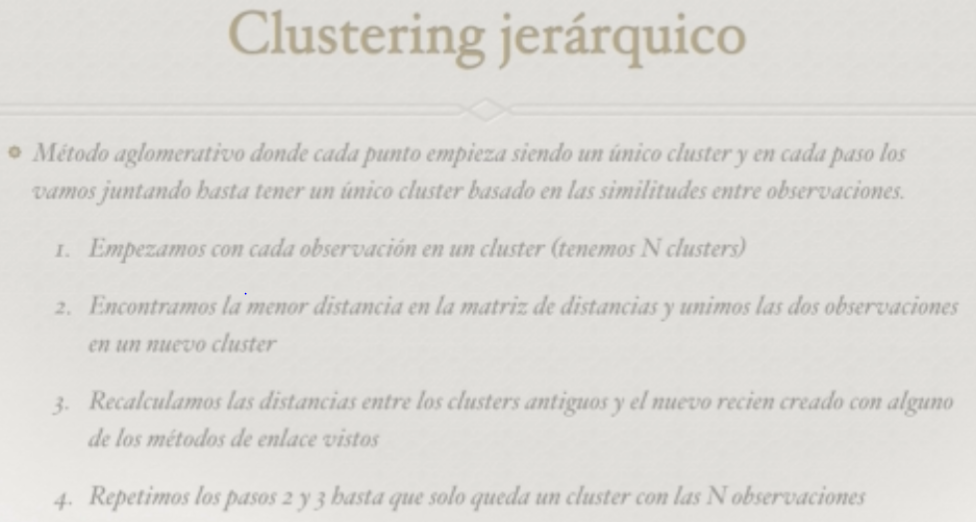 Clustering jerárquico
Método aglomerativo donde cada punto empieza siendo un único cluster y en cada paso los
vamos juntando hasta tener un único cluster basado en las similitudes entre observaciones.
1. Empezamos con cada observación en un cluster (tenemos N clusters)
2. Encontramos la menor distancia en la matriz de distancias y unimos las dos observaciones
en un nuevo cluster
3. Recalculamos las distancias entre los clusters antiguos y el nuevo recien creado con alguno
de los métodos de enlace vistos
4. Repetimos los pasos 2 y 3 hasta que solo queda un cluster con las N observaciones